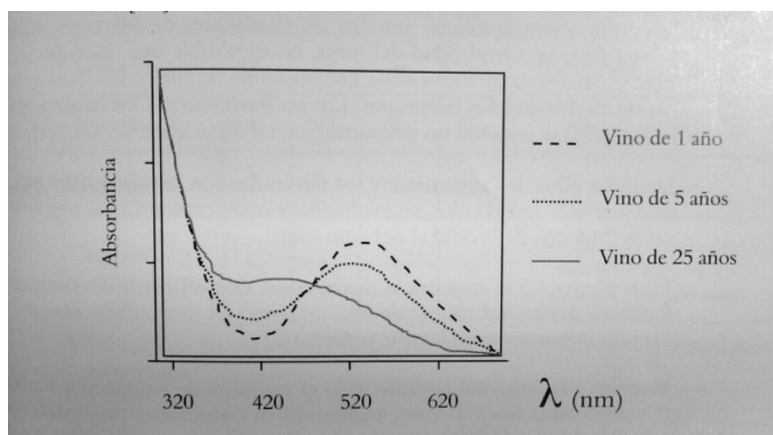 Absorbancia
320 420 520 620 λ (nm)
Vino de 1 año
Vino de 5 años
Vino de 25 años